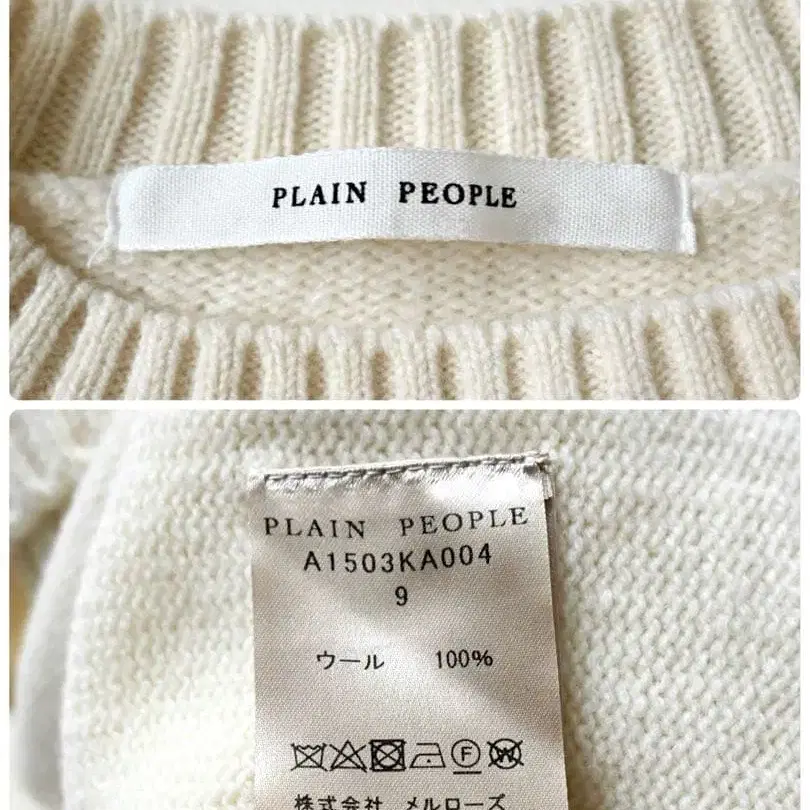 PLAIN PEOPLE
PLAIN PEOPLE
A1503KA004
9
ウール 100%
F W
株式会社 メルローズ